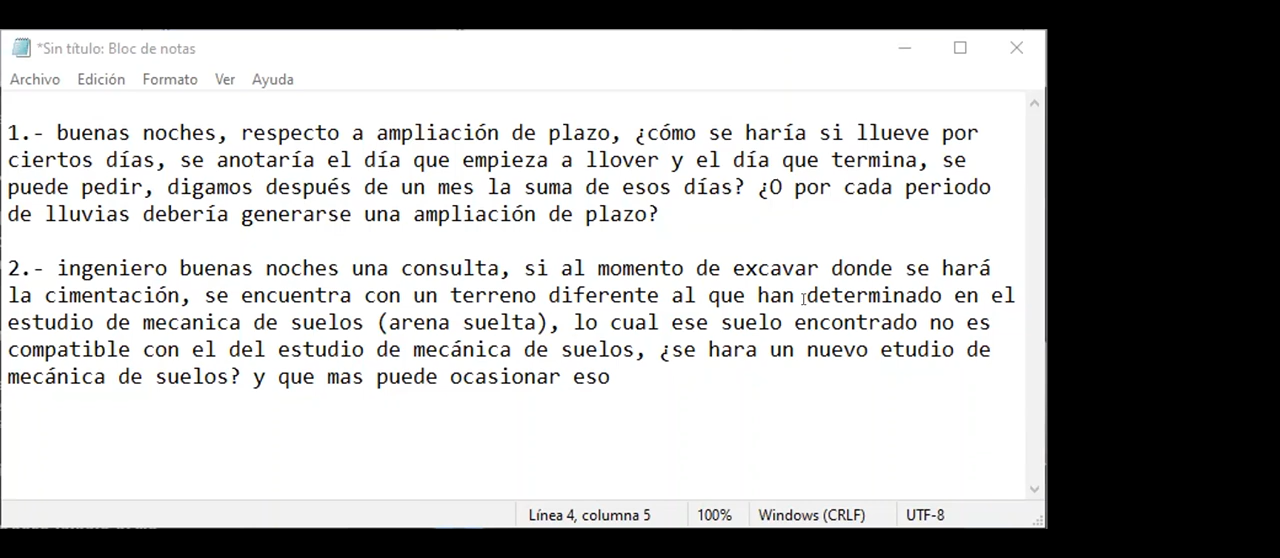 *Sin título: Bloc de notas
Archivo Edición Formato Ver Ayuda
1.- buenas noches, respecto a ampliación de plazo, ¿cómo se haría si llueve por
ciertos días, se anotaría el día que empieza a llover y el día que termina, se
puede pedir, digamos después de un mes la suma de esos días? ¿O por cada periodo
de lluvias debería generarse una ampliación de plazo?
2.- ingeniero buenas noches una consulta, si al momento de excavar donde se hará
la cimentación, se encuentra con un terreno diferente al que han determinado en el
estudio de mecanica de suelos (arena suelta), lo cual ese suelo encontrado no es
compatible con el del estudio de mecánica de suelos, ¿se hara un nuevo etudio de
mecánica de suelos? y que mas puede ocasionar eso
Línea 4, columna 5 100% Windows (CRLF) UTF-8